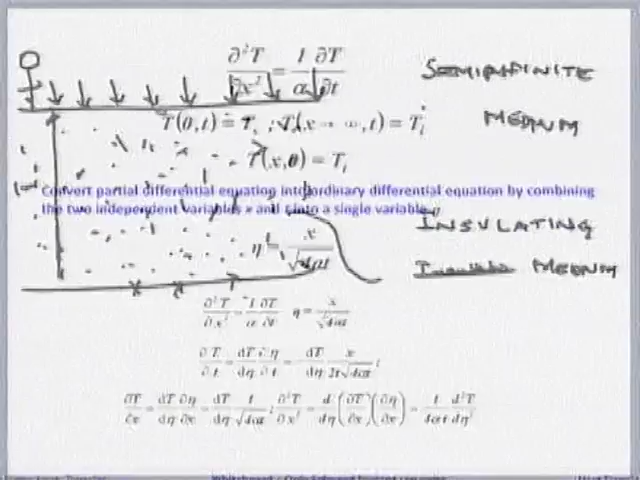 ∂²T/∂x² = 1/α ∂T/∂t
SEMIINFINITE
MEDIUM
T(0,t) = Tₛ ; T(x → ∞, t) = Tᵢ
T(x,0) = Tᵢ
Convert partial differential equation into ordinary differential equation by combining
the two independent variables x and t into a single variable η
INSULATING
MEDIUM
η = x/√4αt
∂²T/∂x² = 1/α ∂T/∂t η = x/√4αt
∂T/∂t = dT/dη ∂η/∂t = dT/dη x/2t√4αt ;
∂T/∂x = dT/dη ∂η/∂x = dT/dη 1/√4αt ; ∂²T/∂x² = d/dη (∂T/∂x)(∂η/∂x) = 1/4αt d²T/dη²